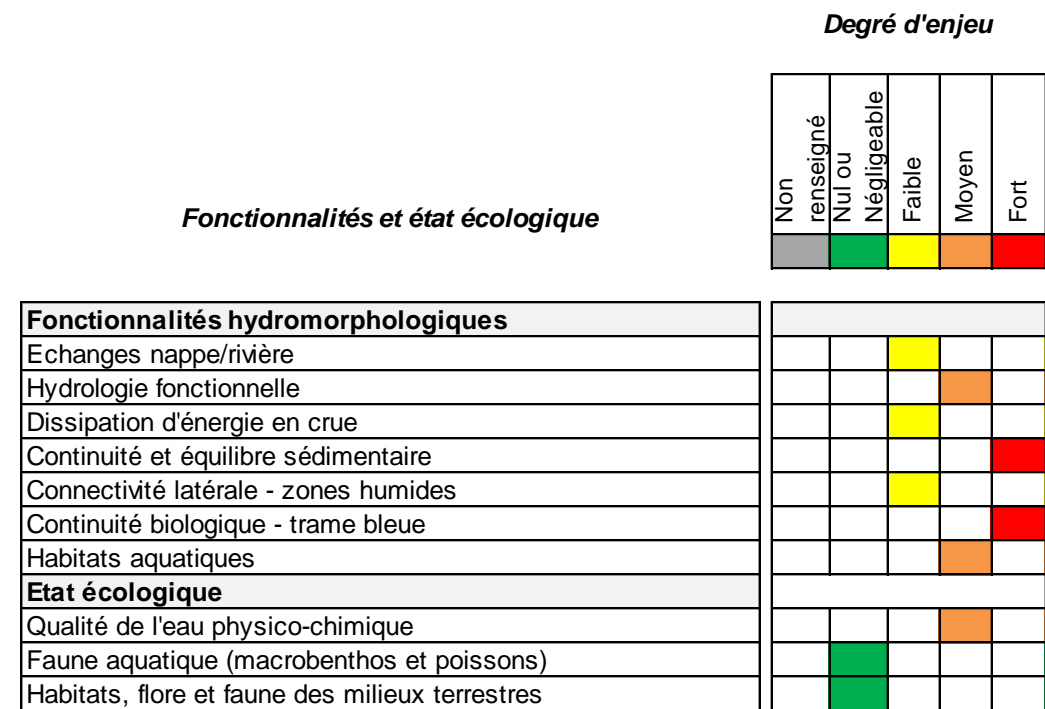 Degré d'enjeu
Non
renseigné
Nul ou
Négligeable
Faible
Moyen
Fort
Fonctionnalités et état écologique
Fonctionnalités hydromorphologiques
Echanges nappe/rivière
Hydrologie fonctionnelle
Dissipation d'énergie en crue
Continuité et équilibre sédimentaire
Connectivité latérale - zones humides
Continuité biologique - trame bleue
Habitats aquatiques
Etat écologique
Qualité de l'eau physico-chimique
Faune aquatique (macrobenthos et poissons)
Habitats, flore et faune des milieux terrestres